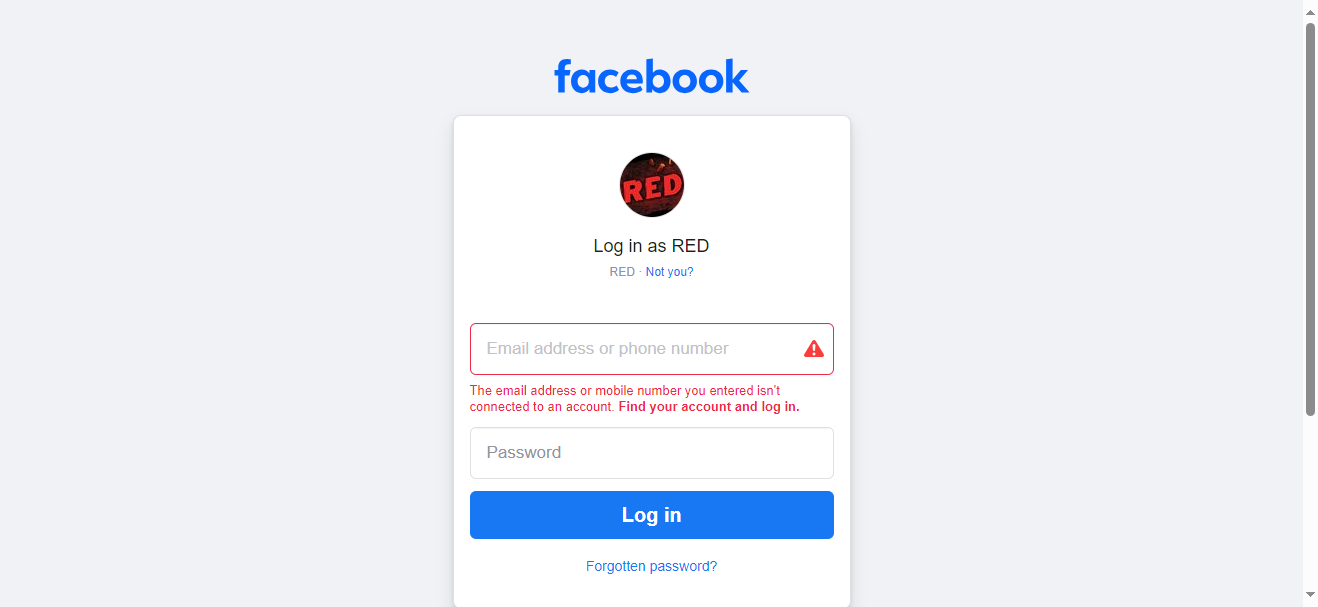 facebook
RED
Log in as RED
RED · Not you?
Email address or phone number
The email address or mobile number you entered isn't
connected to an account. Find your account and log in.
Password
Log in
Forgotten password?